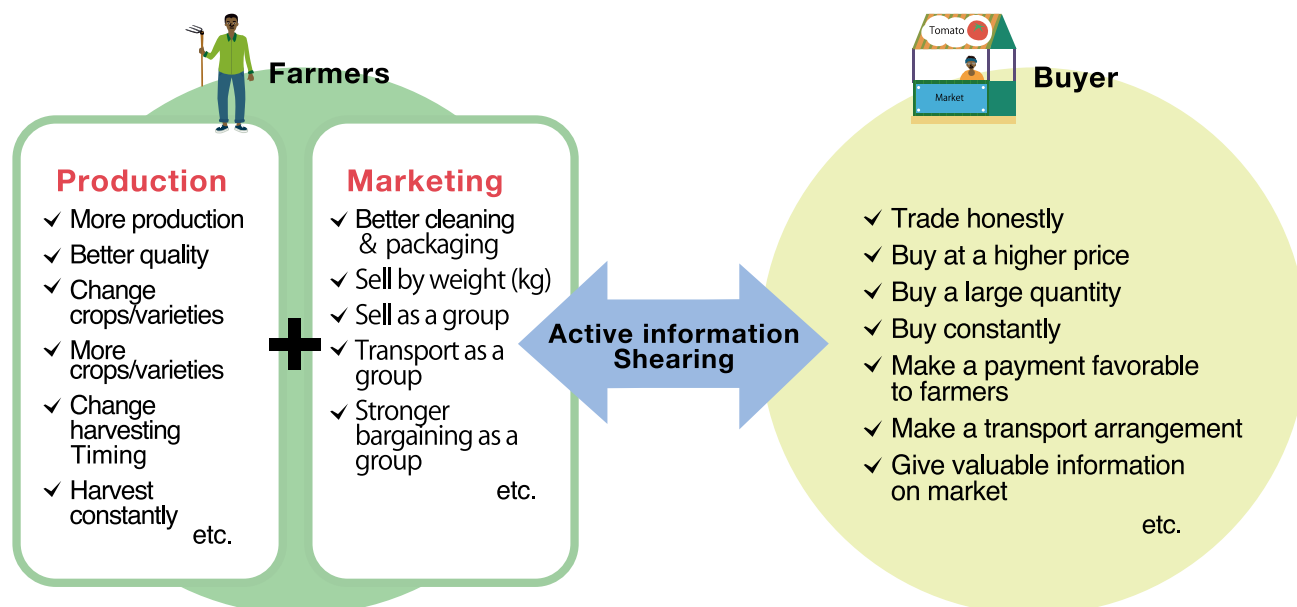 Farmers
Production
✓ More production
✓ Better quality
✓ Change
crops/varieties
✓ More
crops/varieties
✓ Change
harvesting
Timing
✓ Harvest
constantly
etc.
+
Marketing
✓ Better cleaning
& packaging
✓ Sell by weight (kg)
✓ Sell as a group
✓ Transport as a
group
✓ Stronger
bargaining as a
group
etc.
Active information
Shearing
Tomato
Market
Buyer
✓ Trade honestly
✓ Buy at a higher price
✓ Buy a large quantity
✓ Buy constantly
✓ Make a payment favorable
to farmers
✓ Make a transport arrangement
✓ Give valuable information
on market
etc.